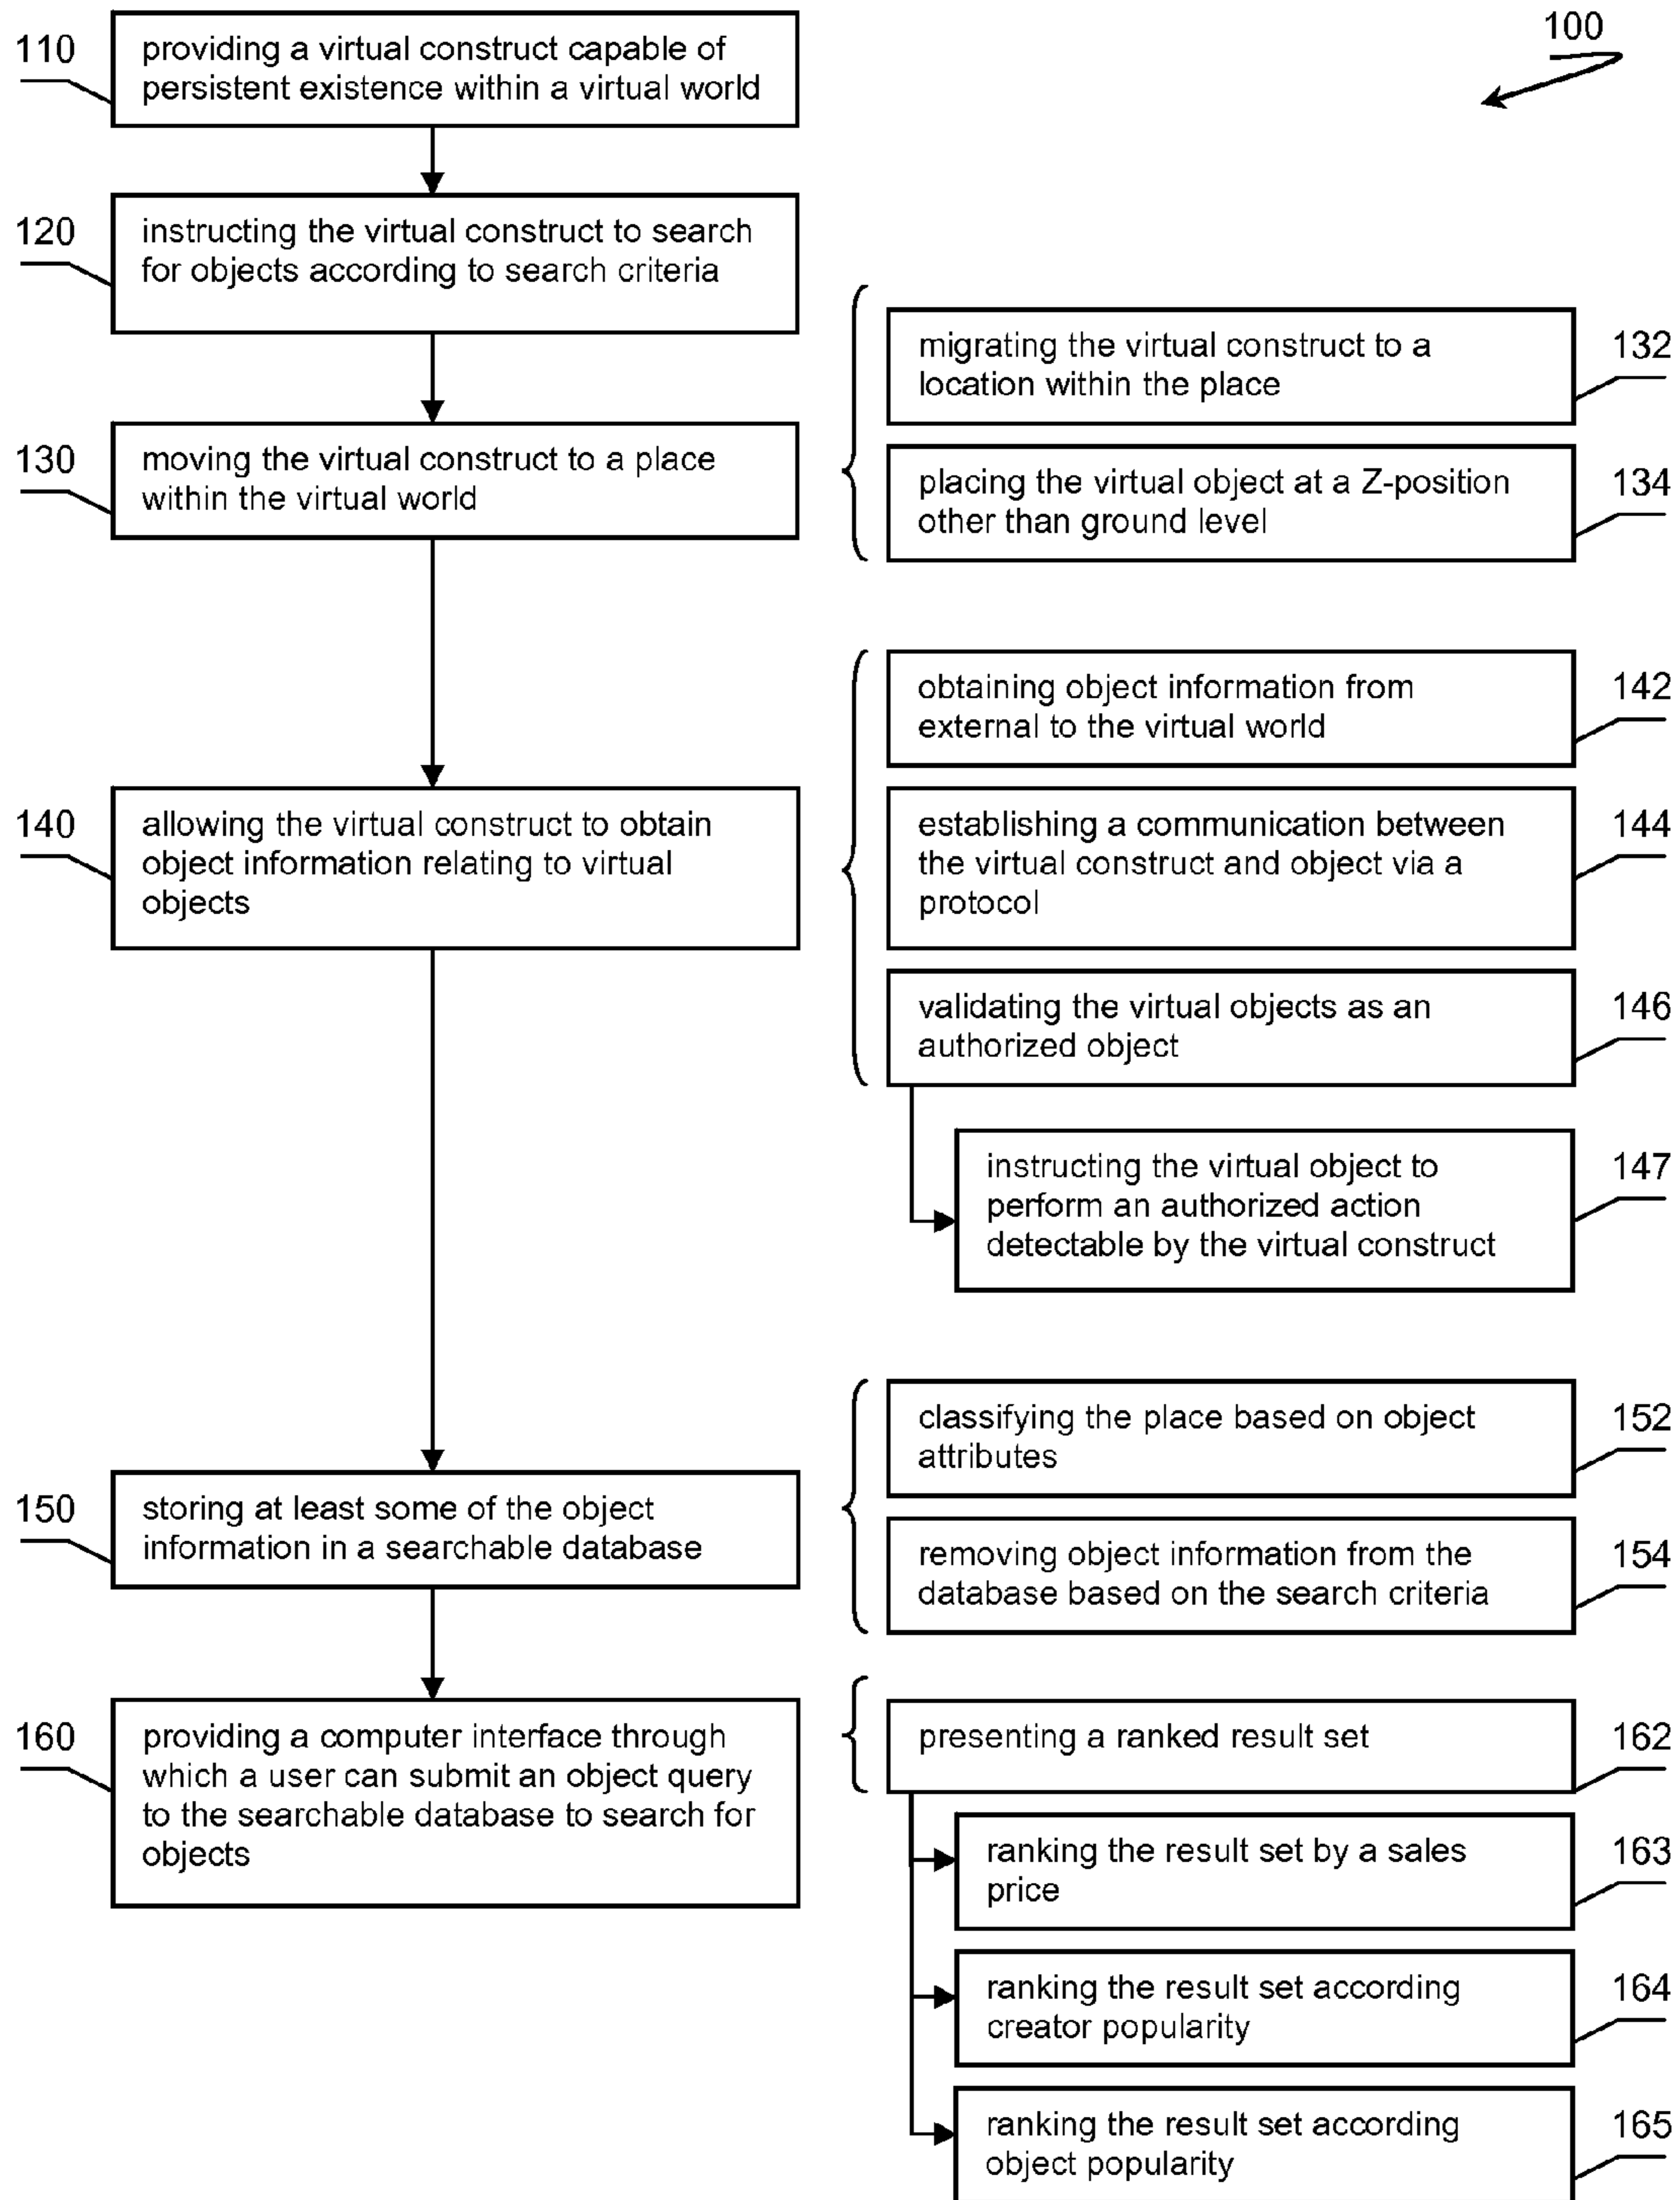 100
110
providing a virtual construct capable of
persistent existence within a virtual world
120
instructing the virtual construct to search
for objects according to search criteria
130
moving the virtual construct to a place
within the virtual world
migrating the virtual construct to a
location within the place
132
placing the virtual object at a Z-position
other than ground level
134
140
allowing the virtual construct to obtain
object information relating to virtual
objects
obtaining object information from
external to the virtual world
142
establishing a communication between
the virtual construct and object via a
protocol
144
validating the virtual objects as an
authorized object
146
instructing the virtual object to
perform an authorized action
detectable by the virtual construct
147
150
storing at least some of the object
information in a searchable database
classifying the place based on object
attributes
152
removing object information from the
database based on the search criteria
154
160
providing a computer interface through
which a user can submit an object query
to the searchable database to search for
objects
presenting a ranked result set
162
ranking the result set by a sales
price
163
ranking the result set according
creator popularity
164
ranking the result set according
object popularity
165